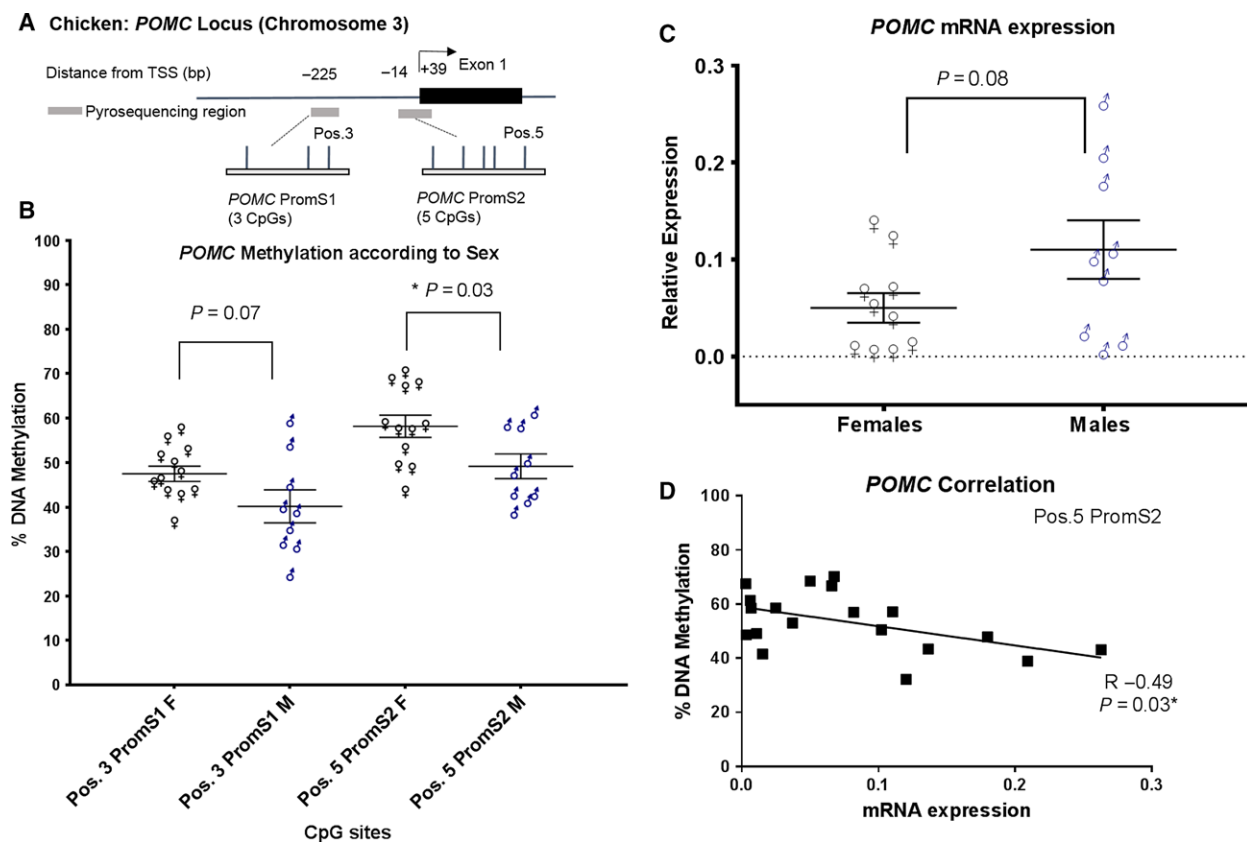 A Chicken: POMC Locus (Chromosome 3)
Distance from TSS (bp)
−225
−14
+39
Exon 1
Pyrosequencing region
Pos.3
Pos.5
POMC PromS1
(3 CpGs)
POMC PromS2
(5 CpGs)
B
POMC Methylation according to Sex
% DNA Methylation
100
90
80
70
60
50
40
30
20
10
0
P = 0.07
* P = 0.03
Pos. 3 PromS1 F
Pos. 3 PromS1 M
Pos. 5 PromS2 F
Pos. 5 PromS2 M
CpG sites
C
POMC mRNA expression
Relative Expression
0.3
0.2
0.1
0.0
P = 0.08
Females
Males
D
POMC Correlation
Pos.5 PromS2
% DNA Methylation
100
80
60
40
20
0
R −0.49
P = 0.03*
0.0
0.1
0.2
0.3
mRNA expression